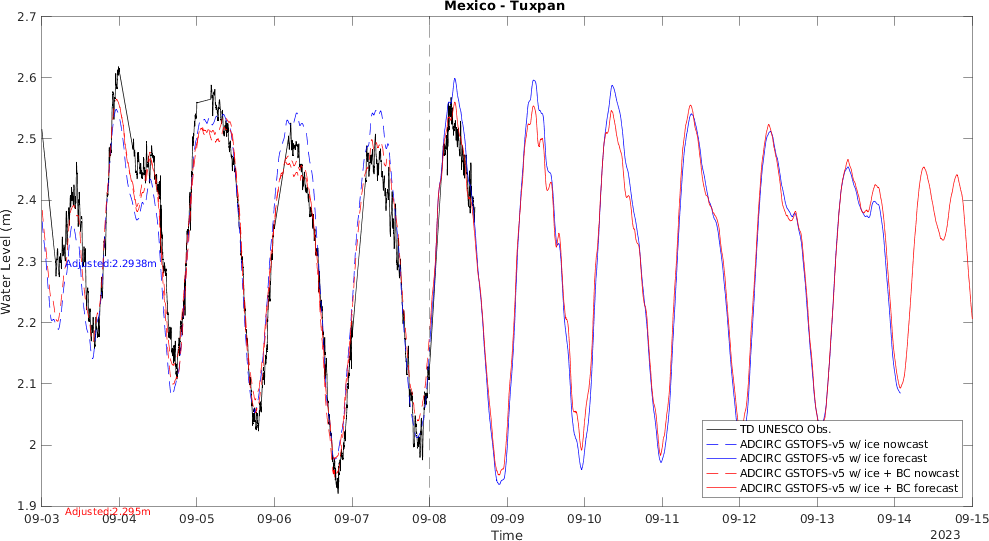 Mexico - Tuxpan
2.7
2.6
2.5
2.4
2.3
2.2
2.1
2
1.9
Water Level (m)
Adjusted:2.2938m
Adjusted:2.295m
TD UNESCO Obs.
ADCIRC GSTOFS-v5 w/ ice nowcast
ADCIRC GSTOFS-v5 w/ ice forecast
ADCIRC GSTOFS-v5 w/ ice + BC nowcast
ADCIRC GSTOFS-v5 w/ ice + BC forecast
09-03 09-04 09-05 09-06 09-07 09-08 09-09 09-10 09-11 09-12 09-13 09-14 09-15
Time
2023